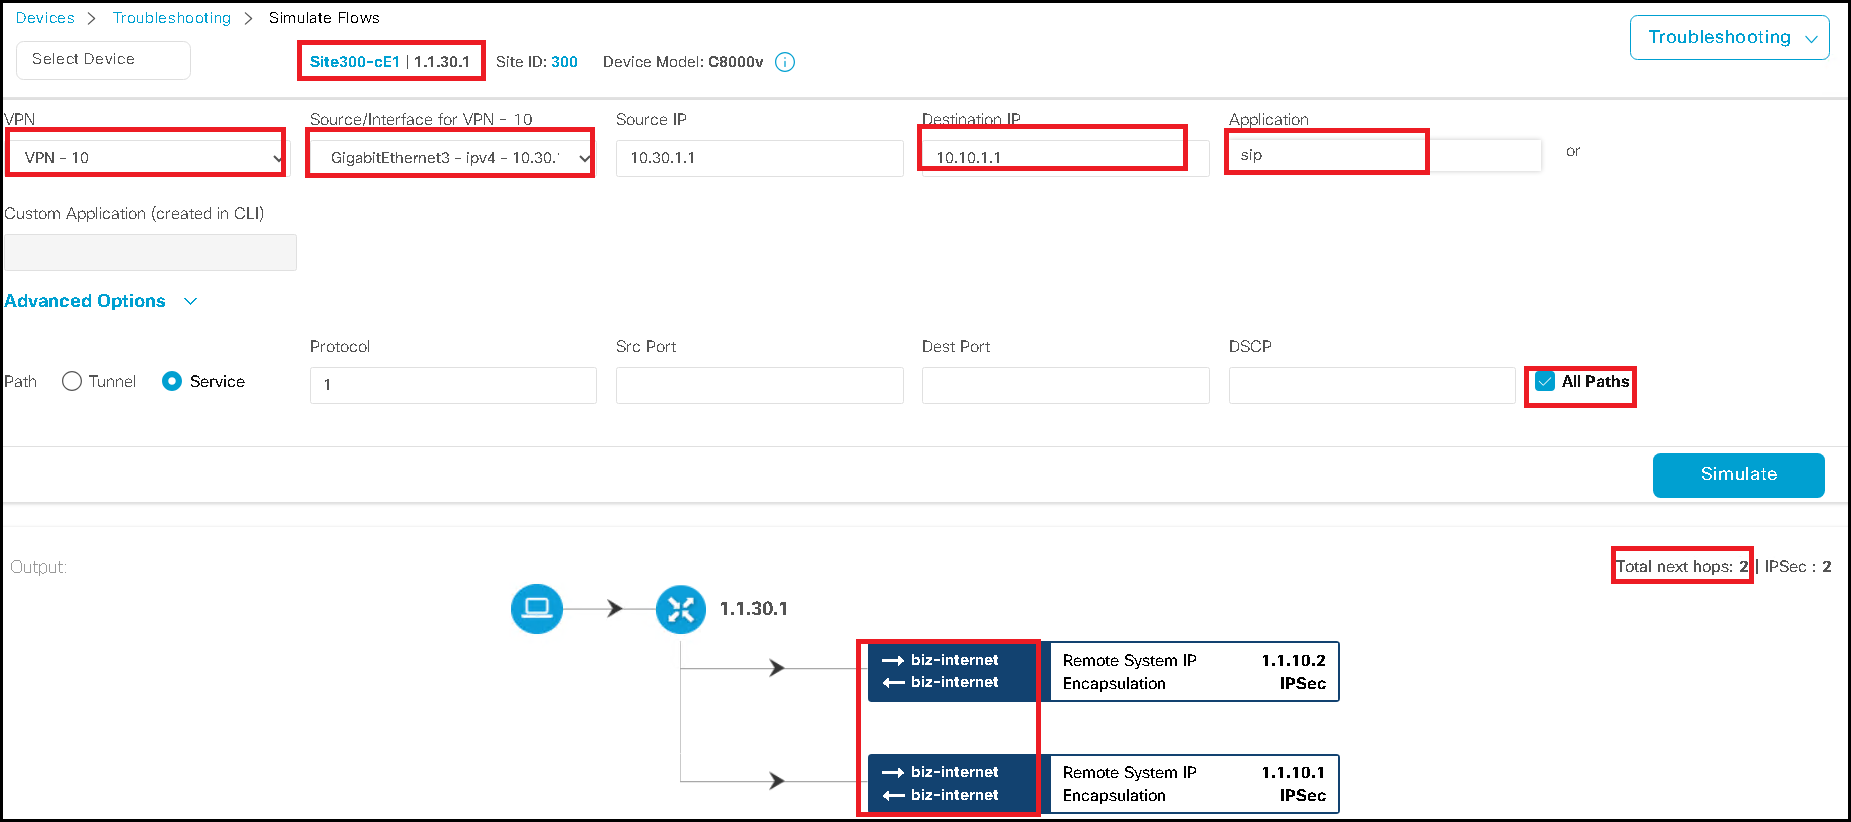 Devices > Troubleshooting > Simulate Flows
Select Device
Site300-cE1 | 1.1.30.1 Site ID: 300 Device Model: C8000v
Troubleshooting
VPN
Source/Interface for VPN - 10
Source IP
Destination IP
Application
VPN - 10
GigabitEthernet3 - ipv4 - 10.30.
10.30.1.1
10.10.1.1
sip
or
Custom Application (created in CLI)
Advanced Options
Protocol
Src Port
Dest Port
DSCP
Path Tunnel Service
1
All Paths
Simulate
Output:
Total next hops: 2 | IPSec : 2
1.1.30.1
→ biz-internet
← biz-internet
Remote System IP 1.1.10.2
Encapsulation IPSec
→ biz-internet
← biz-internet
Remote System IP 1.1.10.1
Encapsulation IPSec